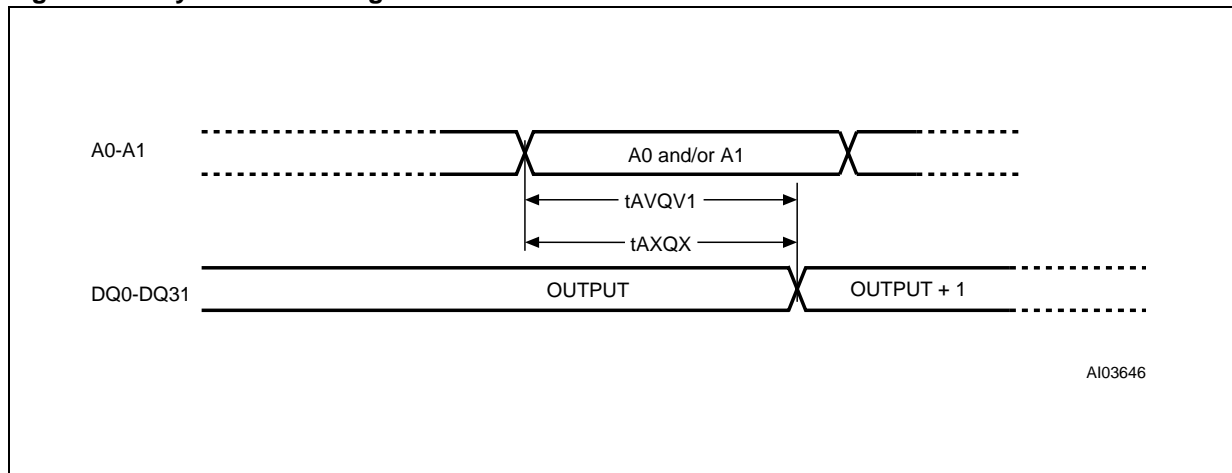 A0-A1
A0 and/or A1
tAVQV1
tAXQX
DQ0-DQ31
OUTPUT
OUTPUT + 1
AI03646